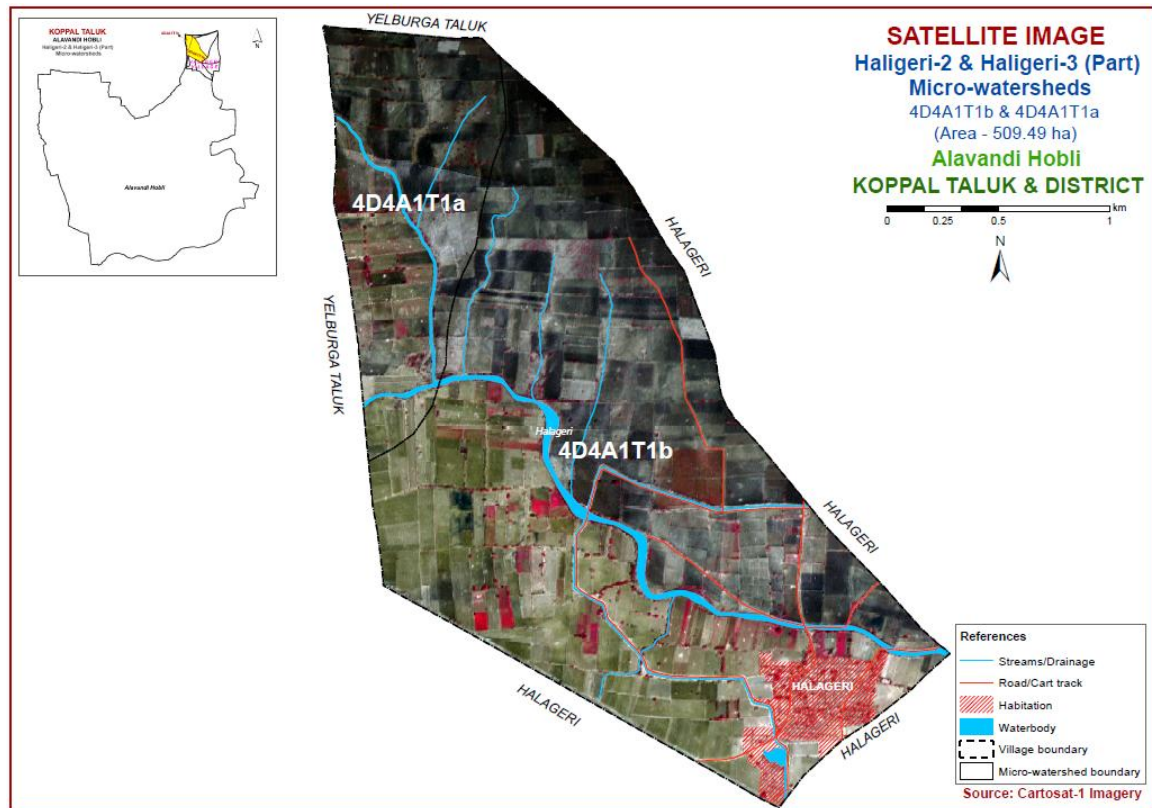 KOPPAL TALUK
ALAVANDI HOBLI
Haligeri-2 & Haligeri-3 (Part)
Micro-watersheds
N
Alavandi Hobli
YELBURGA TALUK
SATELLITE IMAGE
Haligeri-2 & Haligeri-3 (Part)
Micro-watersheds
4D4A1T1b & 4D4A1T1a
(Area - 509.49 ha)
Alavandi Hobli
KOPPAL TALUK & DISTRICT
km
0 0.25 0.5 1
N
4D4A1T1a
HALAGERI
YELBURGA TALUK
Halageri
4D4A1T1b
HALAGERI
HALAGERI
HALAGERI
HALAGERI
References
Streams/Drainage
Road/Cart track
Habitation
Waterbody
Village boundary
Micro-watershed boundary
Source: Cartosat-1 Imagery